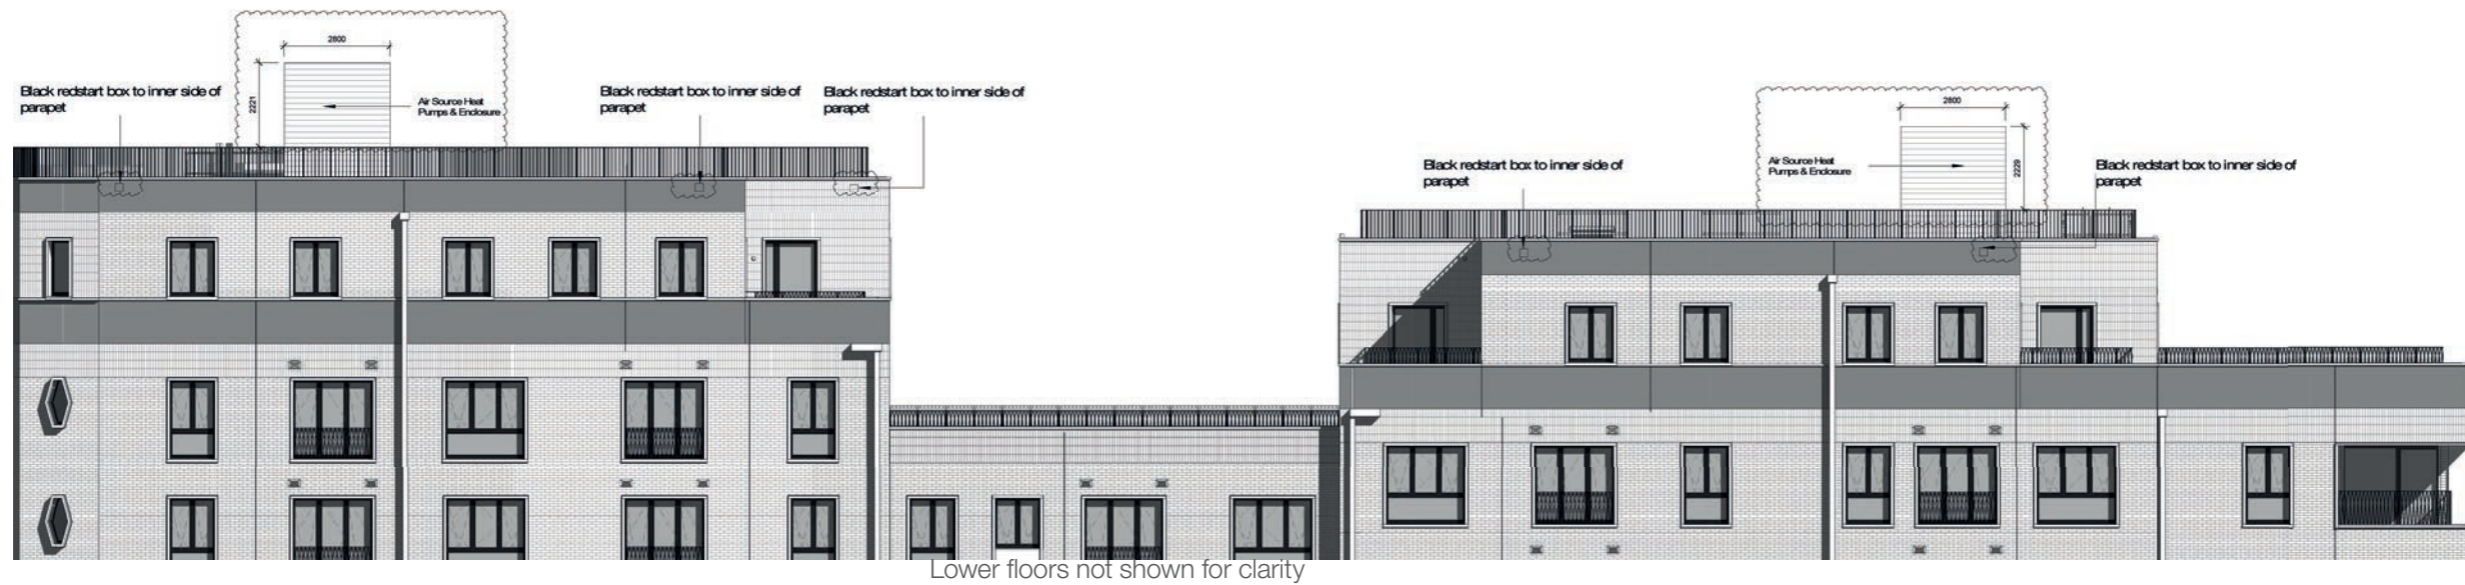 2800
Black redstart box to inner side of
parapet
2221
Air Source Heat
Pumps & Enclosure
Black redstart box to inner side of
parapet
Black redstart box to inner side of
parapet
2800
Black redstart box to inner side of
parapet
Air Source Heat
Pumps & Enclosure
2229
Black redstart box to inner side of
parapet
Lower floors not shown for clarity